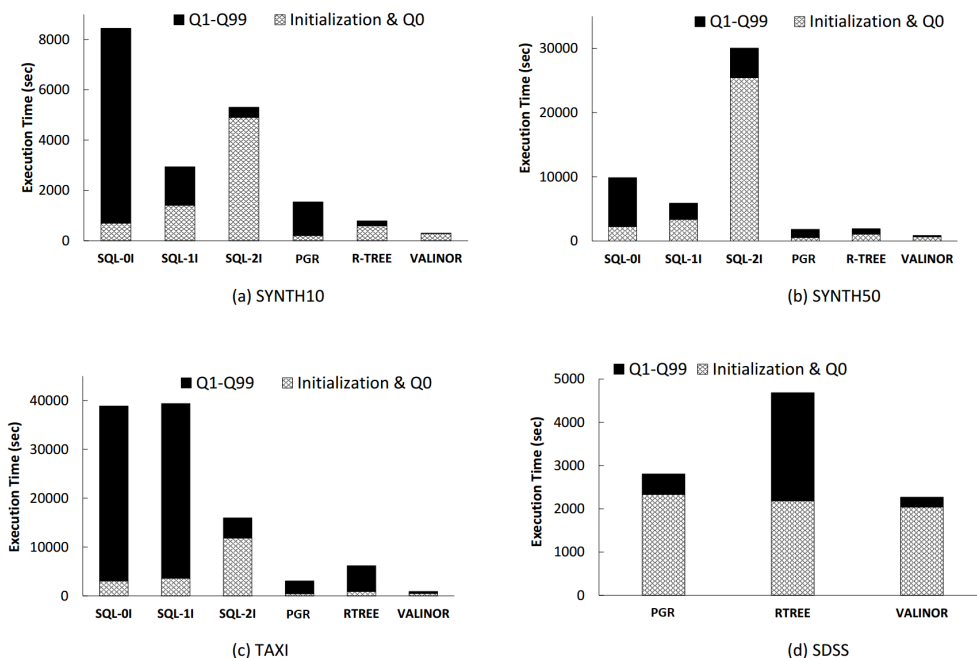 Q1-Q99 Initialization & Q0
Execution Time (sec)
8000
6000
4000
2000
0
SQL-0I SQL-1I SQL-2I PGR R-TREE VALINOR
(a) SYNTH10
Q1-Q99 Initialization & Q0
Execution Time (sec)
30000
20000
10000
0
SQL-0I SQL-1I SQL-2I PGR R-TREE VALINOR
(b) SYNTH50
Q1-Q99 Initialization & Q0
Execution Time (sec)
40000
30000
20000
10000
0
SQL-0I SQL-1I SQL-2I PGR RTREE VALINOR
(c) TAXI
Q1-Q99 Initialization & Q0
Execution Time (sec)
5000
4000
3000
2000
1000
0
PGR RTREE VALINOR
(d) SDSS